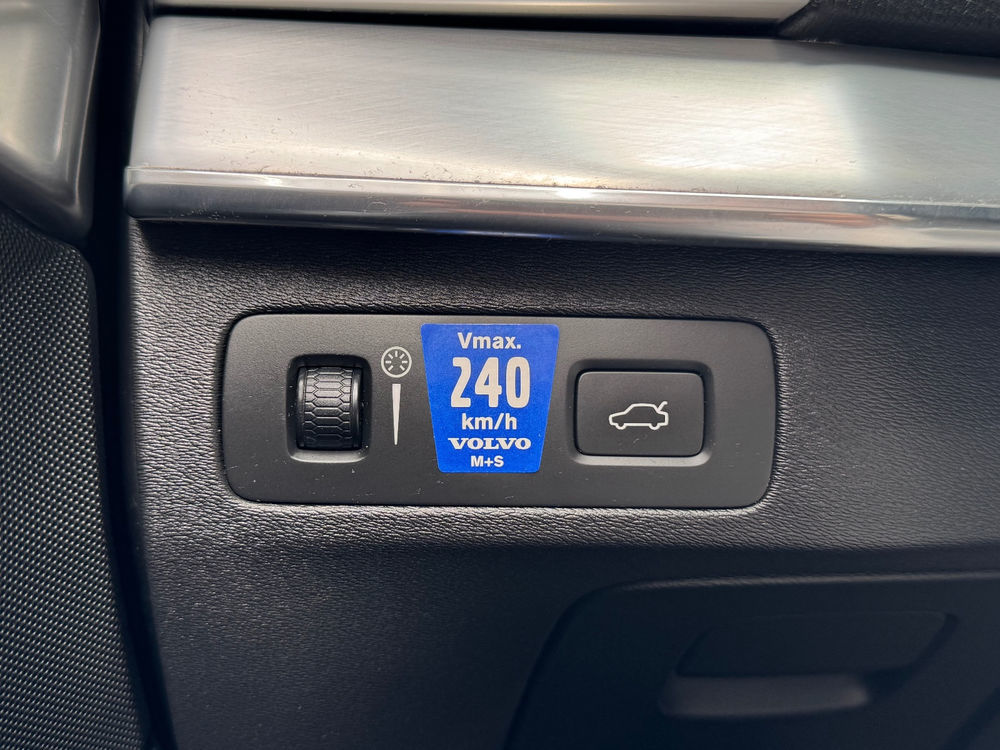 Vmax.
240
km/h
VOLVO
M+S